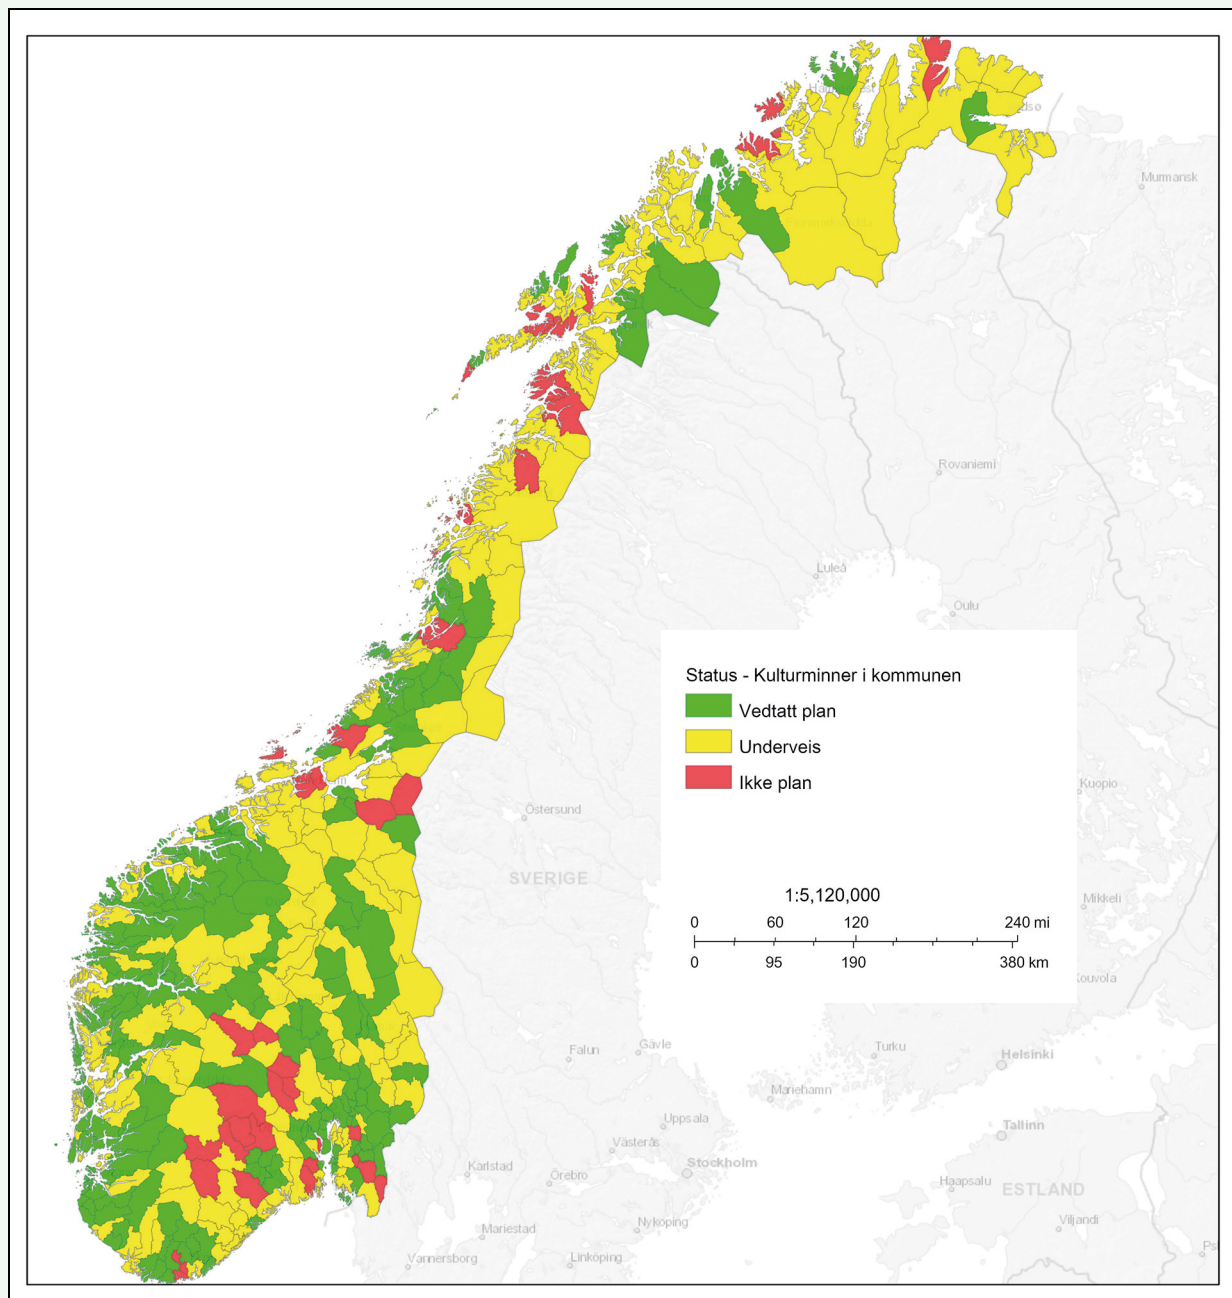 Murmansk
Rovaniemi
Luleå
Oulu
Status - Kulturminner i kommunen
Vedtatt plan
Underveis
Ikke plan
Kuopio
Östersund
SVERIGE
1:5,120,000
Mikkeli
0 60 120 240 mi
0 95 190 380 km
Kouvola
Falun
Gävle
Turku
Helsinki
Mariehamn
Uppsala
Tallinn
Västerås
Stockholm
Karlstad
Örebro
Haapsalu
ESTLAND
Viljandi
Nyköping
Mariestad
Vannersborg
Linköping